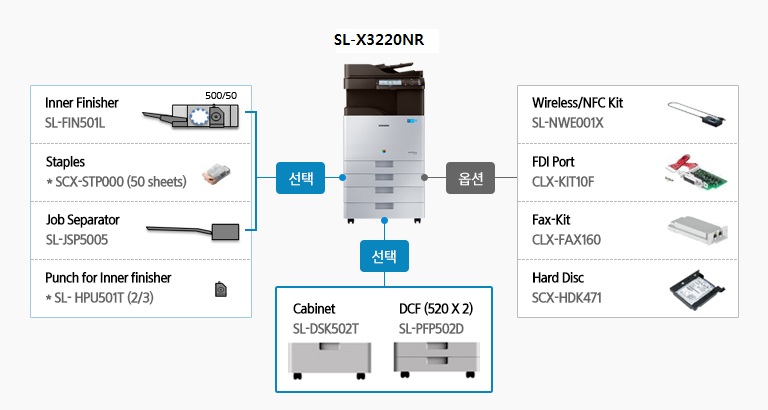 SL-X3220NR
500/50
Inner Finisher
SL-FIN501L
Staples
* SCX-STP000 (50 sheets)
Job Separator
SL-JSP5005
Punch for Inner finisher
* SL- HPU501T (2/3)
선택
옵션
선택
Cabinet
SL-DSK502T
DCF (520 X 2)
SL-PFP502D
Wireless/NFC Kit
SL-NWE001X
FDI Port
CLX-KIT10F
Fax-Kit
CLX-FAX160
Hard Disc
SCX-HDK471